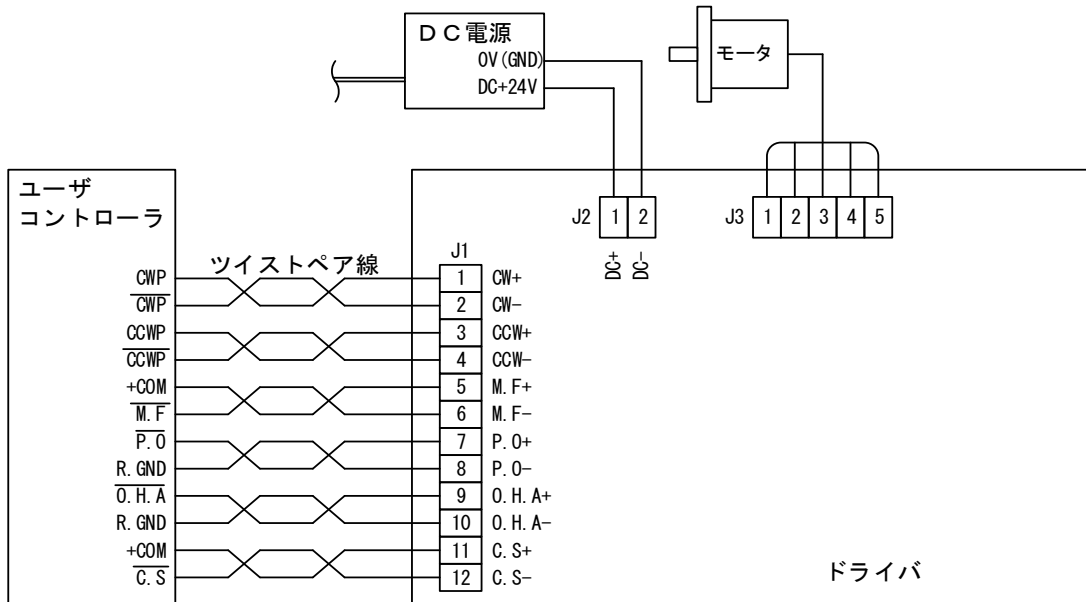 DC電源
0V(GND)
DC+24V
モータ
ユーザ
コントローラ
J2 1 2
J3 1 2 3 4 5
DC+
DC-
ツイストペア線
J1
CWP 1 CW+
CWP 2 CW-
CCWP 3 CCW+
CCWP 4 CCW-
+COM 5 M.F+
M.F 6 M.F-
P.O 7 P.O+
R.GND 8 P.O-
O.H.A 9 O.H.A+
R.GND 10 O.H.A-
+COM 11 C.S+
C.S 12 C.S-
ドライバ